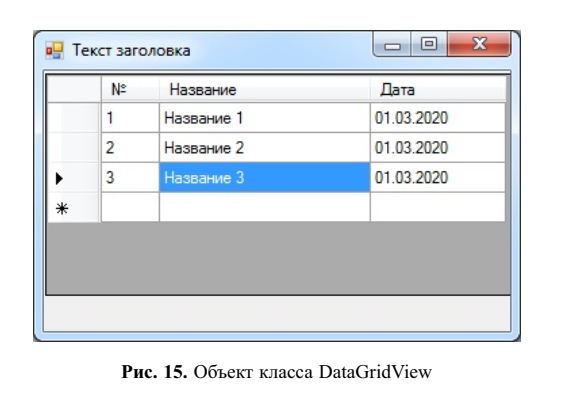 Текст заголовка
№ Название Дата
1 Название 1 01.03.2020
2 Название 2 01.03.2020
3 Название 3 01.03.2020
Рис. 15. Объект класса DataGridView